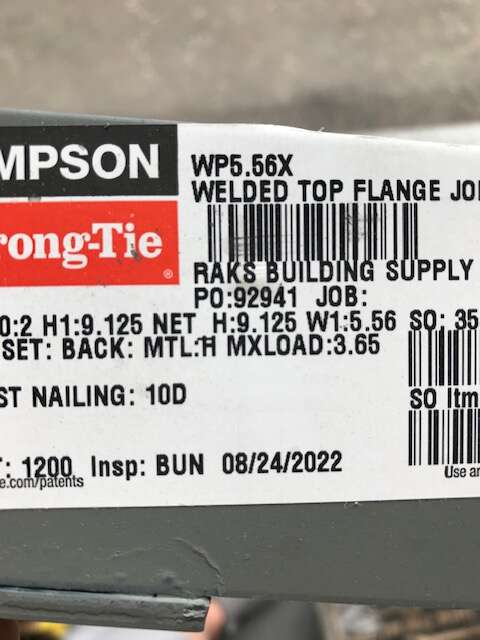 MPSON
rong-Tie
®
WP5.56X
WELDED TOP FLANGE JO
RAKS BUILDING SUPPLY
PO:92941 JOB:
0:2 H1:9.125 NET H:9.125 W1:5.56 SO: 35
SET: BACK: MTL:H MXLOAD:3.65
ST NAILING: 10D
SO Itm
T: 1200 Insp: BUN 08/24/2022
e.com/patents
Use ar